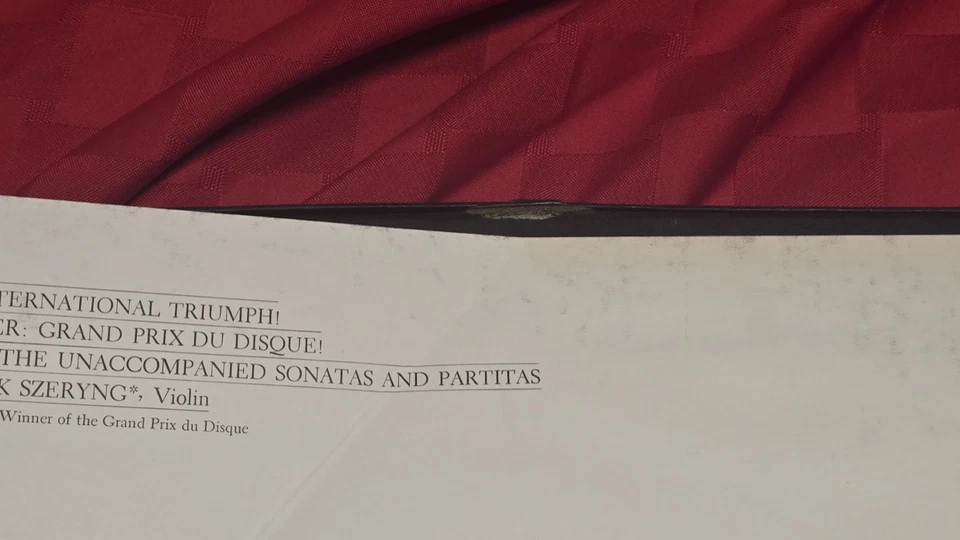 TERNATIONAL TRIUMPH!
ER: GRAND PRIX DU DISQUE!
THE UNACCOMPANIED SONATAS AND PARTITAS
K SZERYNG*, Violin
Winner of the Grand Prix du Disque